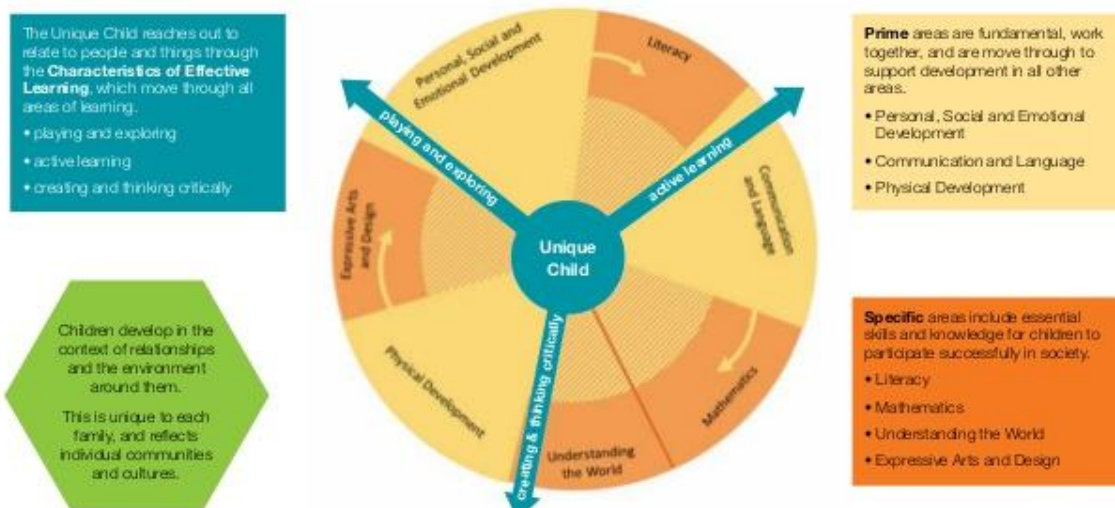 The Unique Child reaches out to
relate to people and things through
the Characteristics of Effective
Learning, which move through all
areas of learning.
• playing and exploring
• active learning
• creating and thinking critically
Children develop in the
context of relationships
and the environment
around them.
This is unique to each
family, and reflects
individual communities
and cultures.
Personal, Social and
Emotional Development
Literacy
playing and exploring
active learning
Communication
and Language
Expressive Arts
and Design
Unique
Child
Physical Development
creating & thinking critically
Mathematics
Understanding
the World
Prime areas are fundamental, work
together, and are move through to
support development in all other
areas.
• Personal, Social and Emotional
Development
• Communication and Language
• Physical Development
Specific areas include essential
skills and knowledge for children to
participate successfully in society.
• Literacy
• Mathematics
• Understanding the World
• Expressive Arts and Design